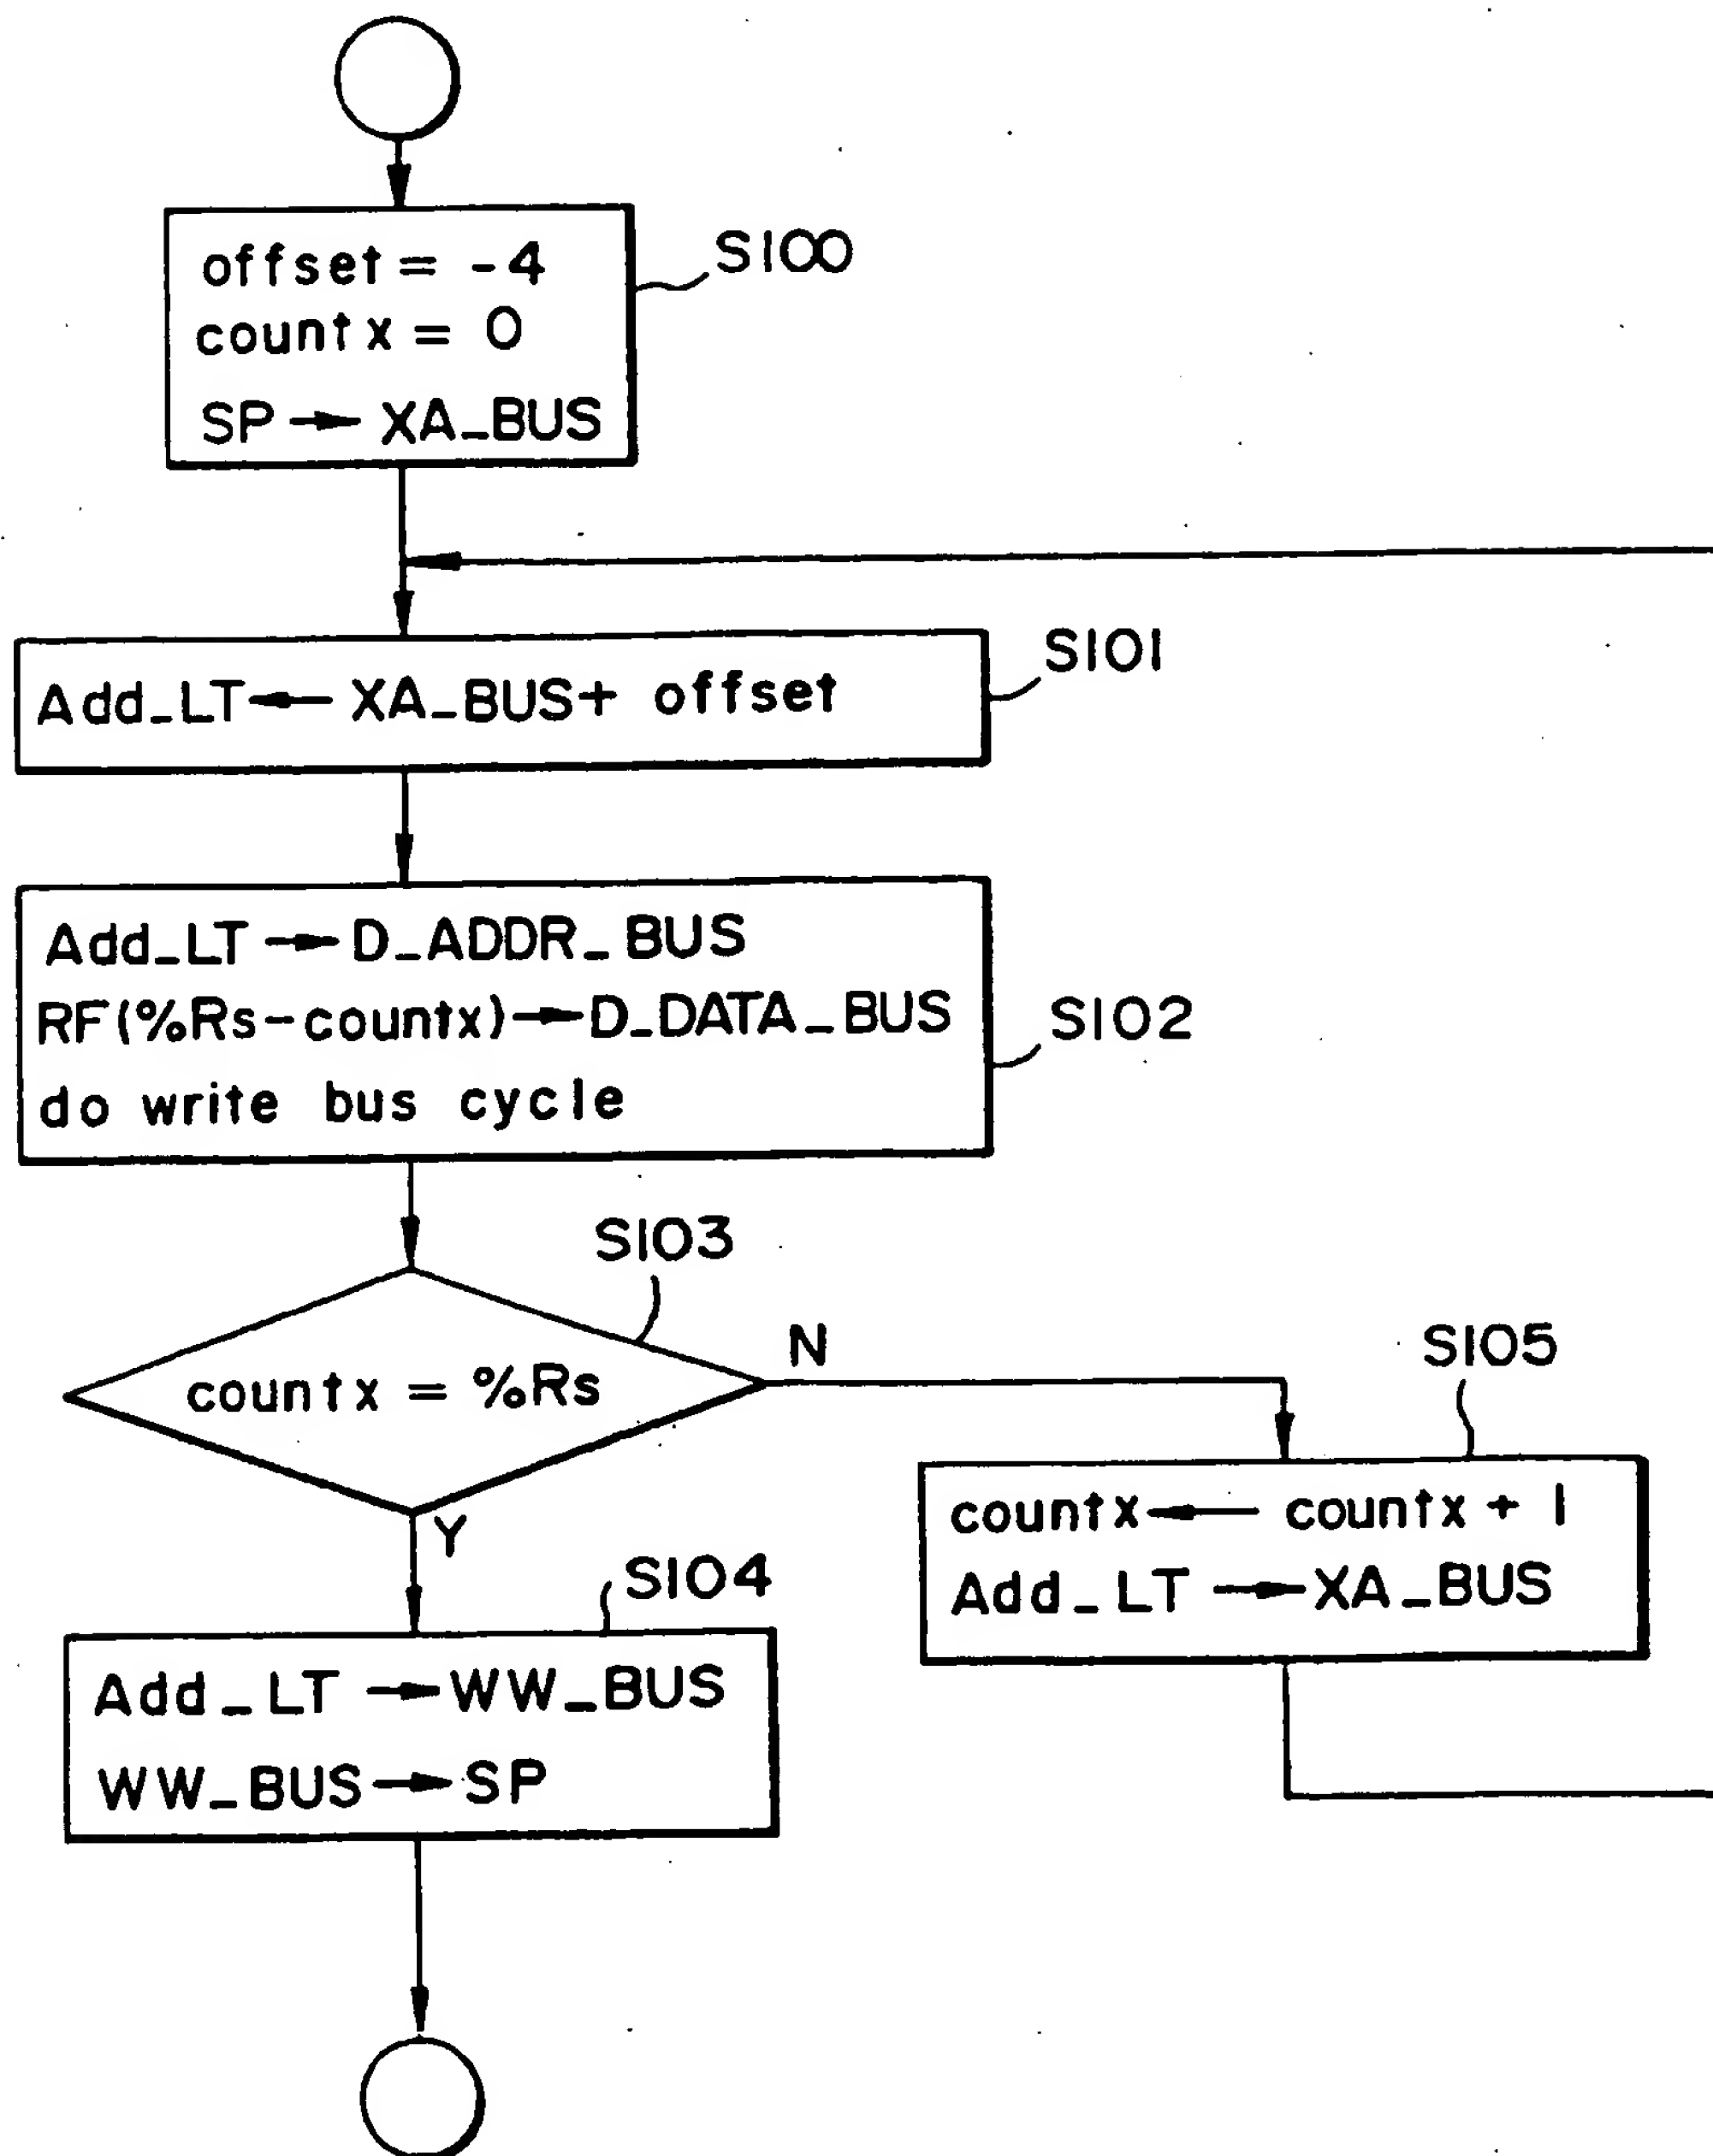 offset = -4
countx = 0
SP → XA_BUS
S100
Add_LT ← XA_BUS + offset
S101
Add_LT → D_ADDR_BUS
RF(%Rs-countx) → D_DATA_BUS
do write bus cycle
S102
S103
countx = %Rs
N
Y
S105
countx ← countx + 1
Add_LT → XA_BUS
S104
Add_LT → WW_BUS
WW_BUS → SP